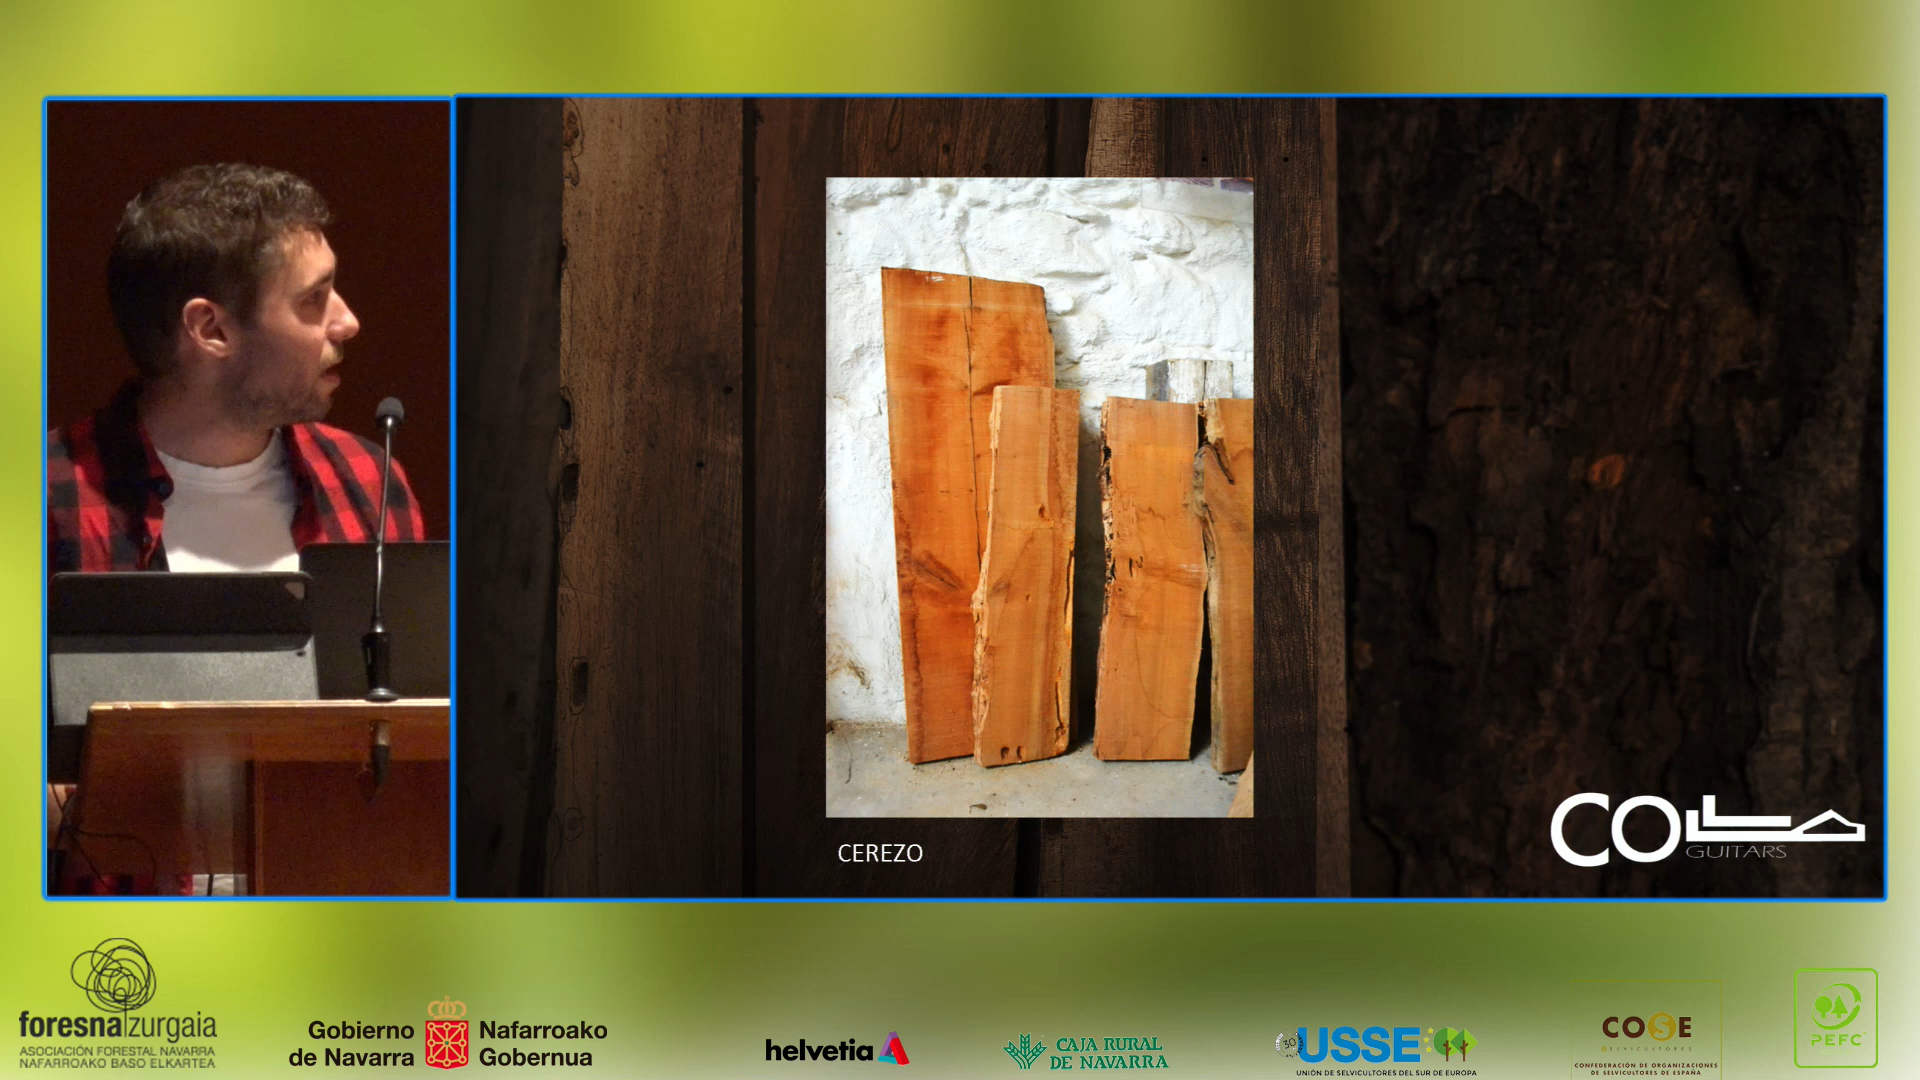 CEREZO
COLLA
GUITARS
foresna/zurgaia
ASOCIACIÓN FORESTAL NAVARRA
NAFARROAKO BASO ELKARTEA
Gobierno
de Navarra
Nafarroako
Gobernua
helvetia
CAJA RURAL
DE NAVARRA
30
USSE
UNIÓN DE SELVICULTORES DEL SUR DE EUROPA
COSE
SELVICULTORES
CONFEDERACIÓN DE ORGANIZACIONES
DE SELVICULTORES DE ESPAÑA
PEFC